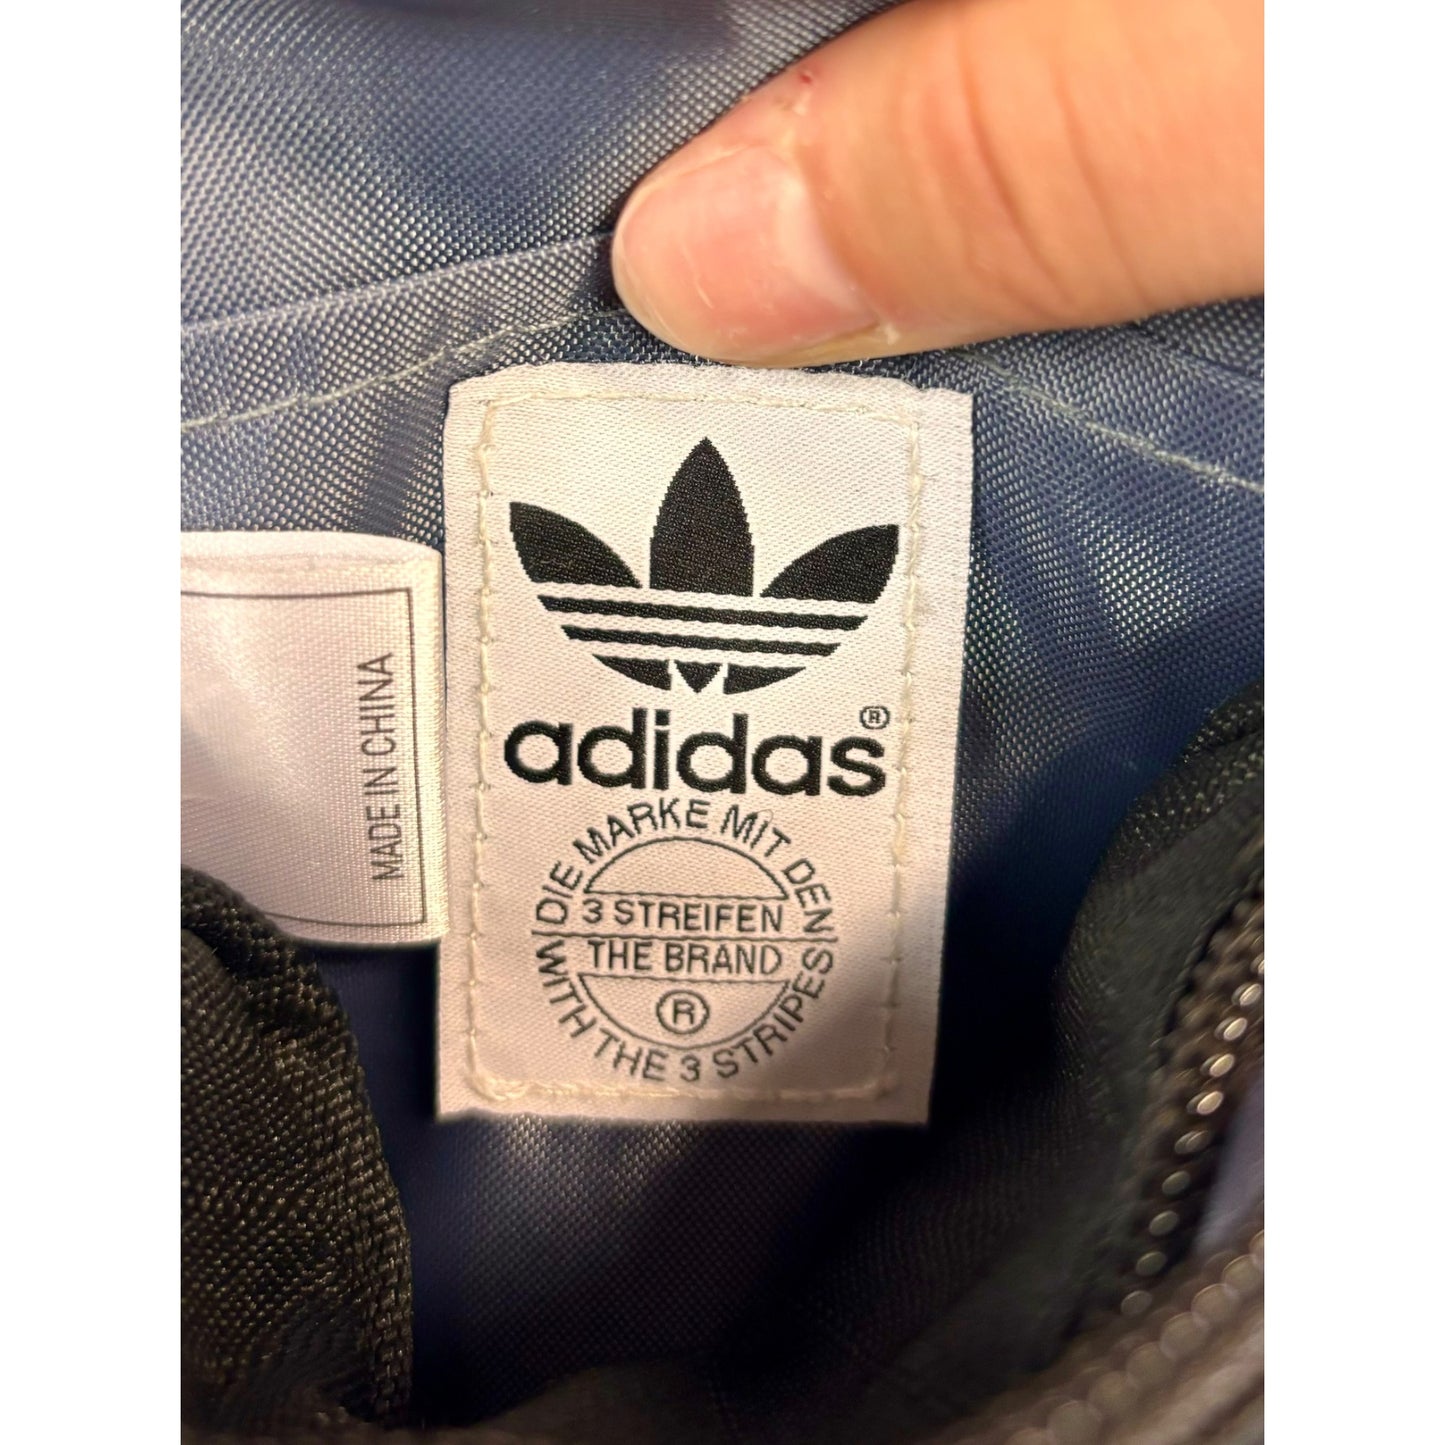 MADE IN CHINA
adidas®
DIE MARKE MIT DEN
3 STREIFEN
THE BRAND
®
WITH THE 3 STRIPES